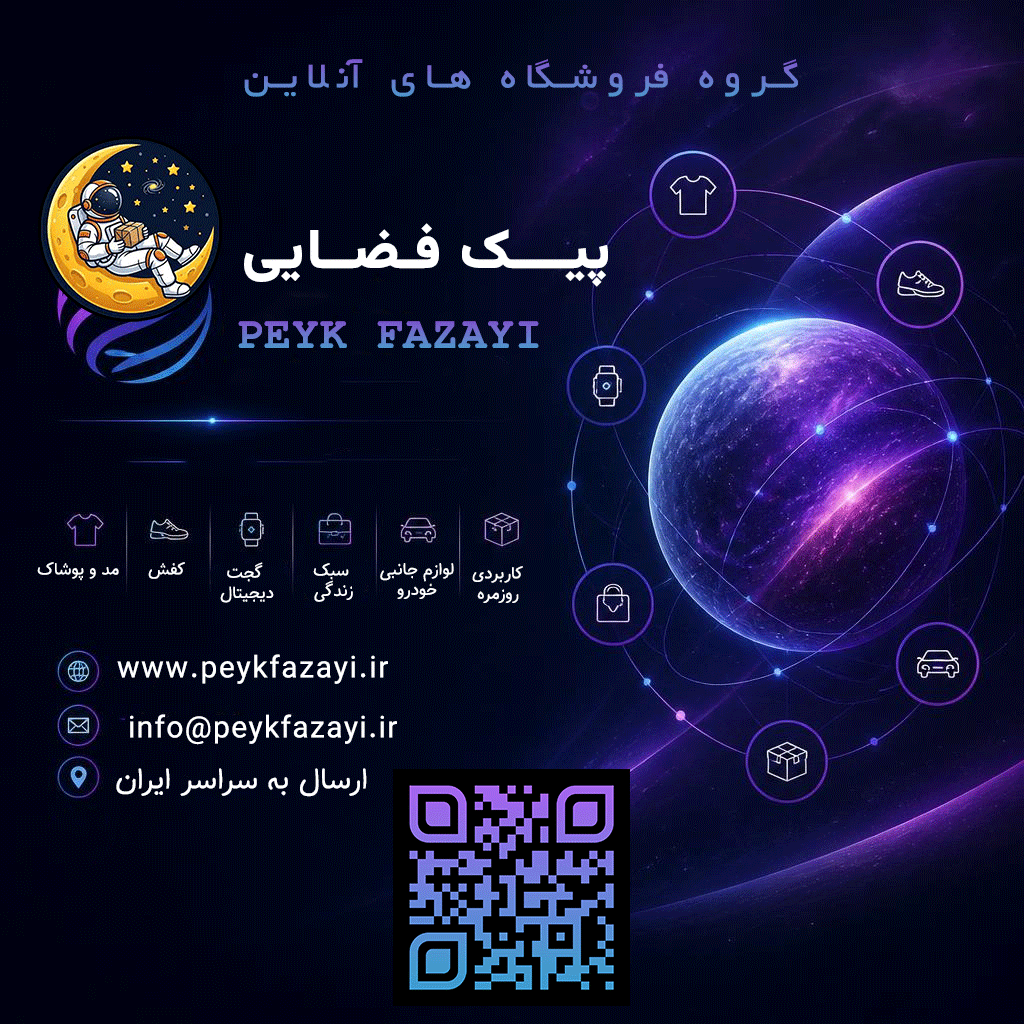 گروه فروشگاه های آنلاین
پیک فضایی
PEYK FAZAYI
کاربردی روزمره
لوازم جانبی خودرو
سبک زندگی
گجت دیجیتال
کفش
مد و پوشاک
www.peykfazayi.ir
info@peykfazayi.ir
ارسال به سراسر ایران